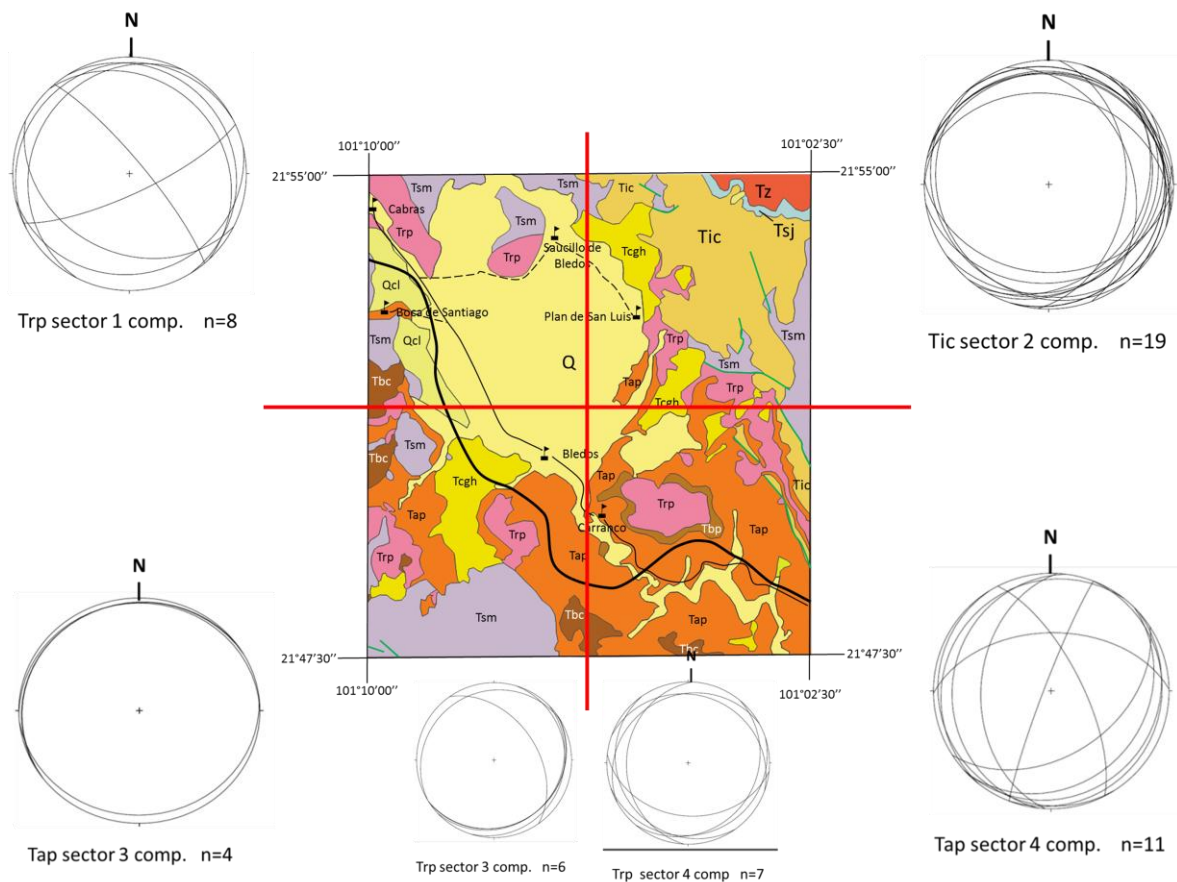 N
N
Trp sector 1 comp. n=8
Tic sector 2 comp. n=19
101°10'00’’
101°02'30’’
21°55'00’’
21°55'00’’
Tsm
Tsm
Tic
Tz
Cabras
Trp
Tsm
Tsj
Trp
Saucillo de
Bledos
Tcgh
Tic
Qcl
Boca de Santiago
Plan de San Luis
Tsm
Qcl
Trp
Tsm
Tsm
Q
Tbc
Tap
Trp
Tcgh
Tsm
Bledos
Tbc
Tcgh
Tap
Tic
Tap
Trp
Trp
Tbp
Tap
Carranco
Trp
Tap
Tsm
Tbc
Tap
Tbc
21°47'30’’
21°47'30’’
N
101°10'00’’
101°02'30’’
N
N
Tap sector 3 comp. n=4
Trp sector 3 comp n=6
Trp sector 4 comp n=7
Tap sector 4 comp. n=11